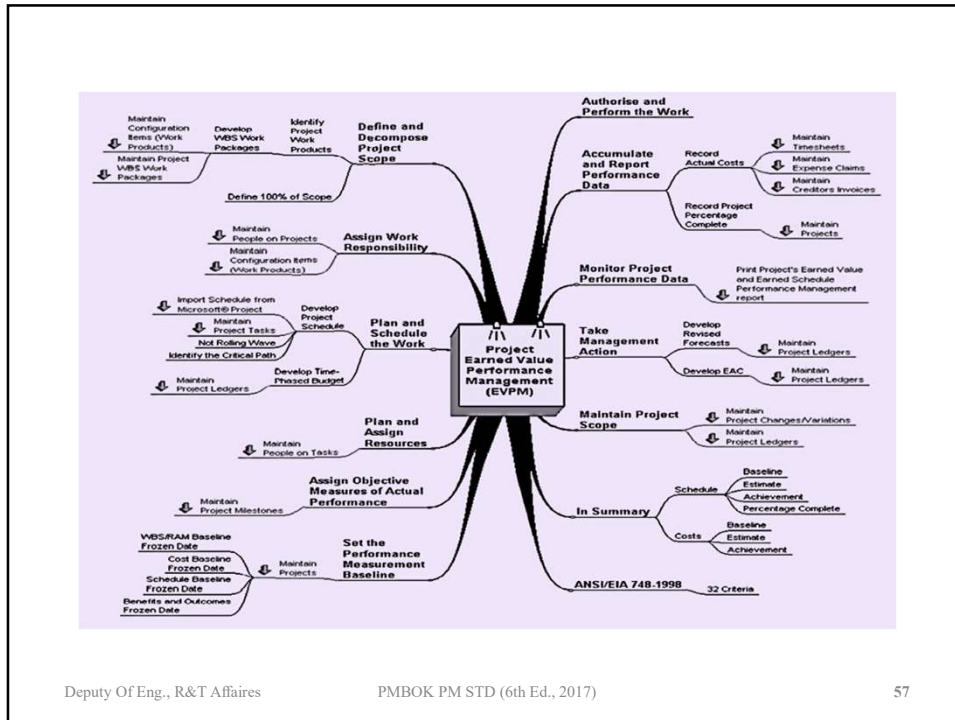 Maintain
Configuration
Items (Work
Products)
Maintain Project
WBS Work
Packages
Develop
WBS Work
Packages
Identify
Project
Work
Products
Define and
Decompose
Project
Scope
Define 100% of Scope
Maintain
People on Projects
Maintain
Configuration Items
(Work Products)
Assign Work
Responsibility
Import Schedule from
Microsoft® Project
Maintain
Project Tasks
Not Rolling Wave
Identify the Critical Path
Develop
Project
Schedule
Maintain
Project Ledgers
Develop Time-
Phased Budget
Plan and
Schedule
the Work
Maintain
People on Tasks
Plan and
Assign
Resources
Maintain
Project Milestones
Assign Objective
Measures of Actual
Performance
WBS/RAM Baseline
Frozen Date
Cost Baseline
Frozen Date
Schedule Baseline
Frozen Date
Benefits and Outcomes
Frozen Date
Maintain
Projects
Set the
Performance
Measurement
Baseline
Project
Earned Value
Performance
Management
(EVPM)
Authorise and
Perform the Work
Accumulate
and Report
Performance
Data
Record
Actual Costs
Maintain
Timesheets
Maintain
Expense Claims
Maintain
Creditors Invoices
Record Project
Percentage
Complete
Maintain
Projects
Monitor Project
Performance Data
Print Project's Earned Value
and Earned Schedule
Performance Management
report
Take
Management
Action
Develop
Revised
Forecasts
Maintain
Project Ledgers
Develop EAC
Maintain
Project Ledgers
Maintain Project
Scope
Maintain
Project Changes/Variations
Maintain
Project Ledgers
In Summary
Schedule
Baseline
Estimate
Achievement
Percentage Complete
Costs
Baseline
Estimate
Achievement
ANSI/EIA 748-1998
32 Criteria
Deputy Of Eng., R&T Affaires
PMBOK PM STD (6th Ed., 2017)
57